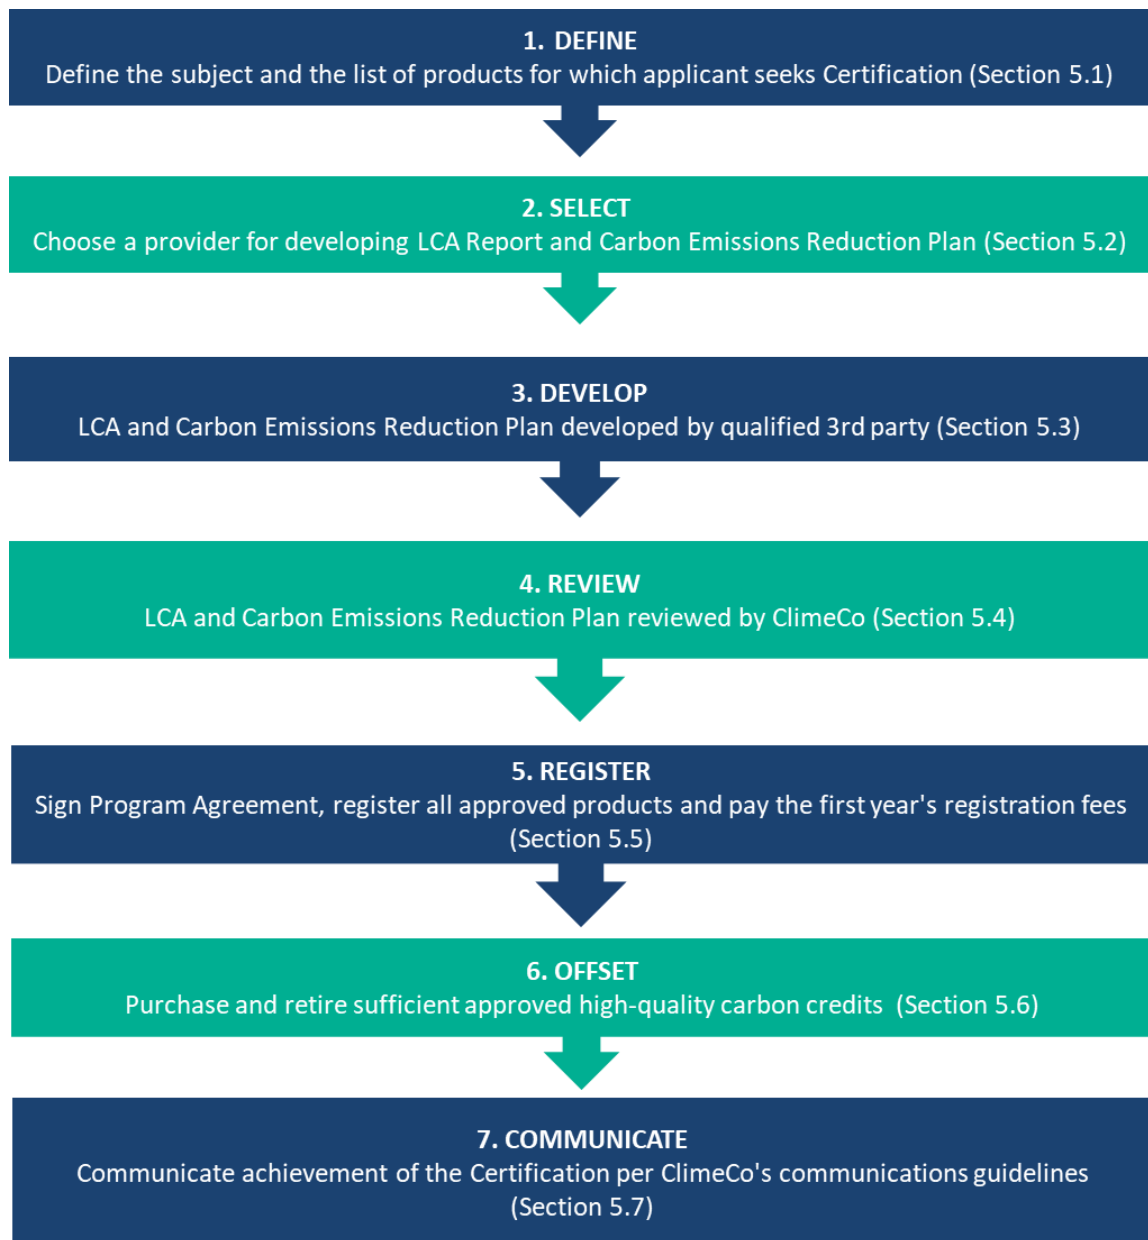 1. DEFINE
Define the subject and the list of products for which applicant seeks Certification (Section 5.1)
2. SELECT
Choose a provider for developing LCA Report and Carbon Emissions Reduction Plan (Section 5.2)
3. DEVELOP
LCA and Carbon Emissions Reduction Plan developed by qualified 3rd party (Section 5.3)
4. REVIEW
LCA and Carbon Emissions Reduction Plan reviewed by ClimeCo (Section 5.4)
5. REGISTER
Sign Program Agreement, register all approved products and pay the first year's registration fees
(Section 5.5)
6. OFFSET
Purchase and retire sufficient approved high-quality carbon credits (Section 5.6)
7. COMMUNICATE
Communicate achievement of the Certification per ClimeCo's communications guidelines
(Section 5.7)